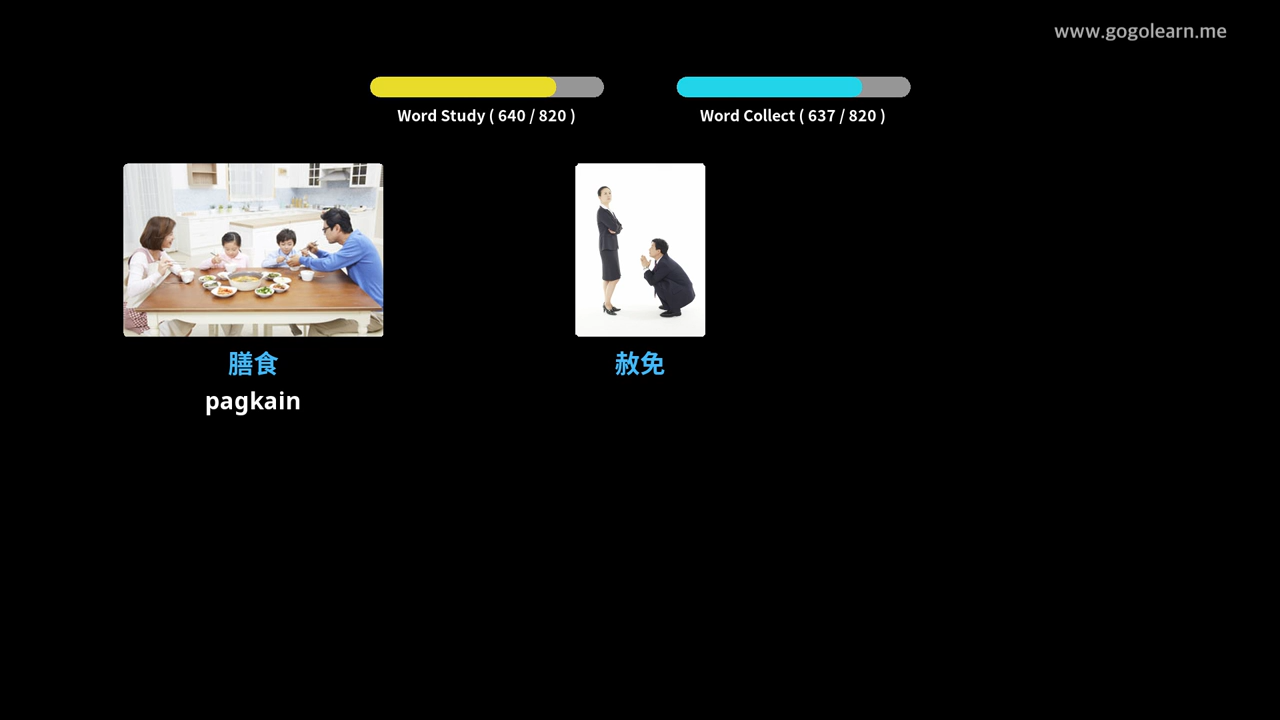 www.gogolearn.me
Word Study ( 640 / 820 )
Word Collect ( 637 / 820 )
膳食
pagkain
赦免